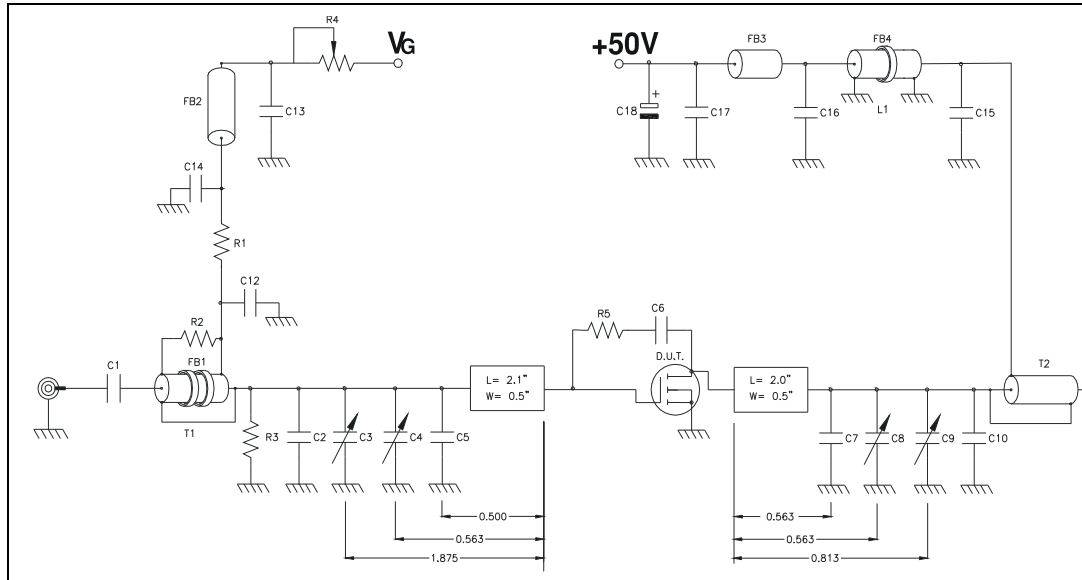 R4
VG
+50V
FB3
FB4
FB2
C13
C18
+
C17
C16
L1
C15
C14
R1
C12
R2
FB1
C1
T1
R5
C6
D.U.T.
L= 2.1"
W= 0.5"
L= 2.0"
W= 0.5"
T2
R3
C2
C3
C4
C5
C7
C8
C9
C10
0.500
0.563
1.875
0.563
0.563
0.813